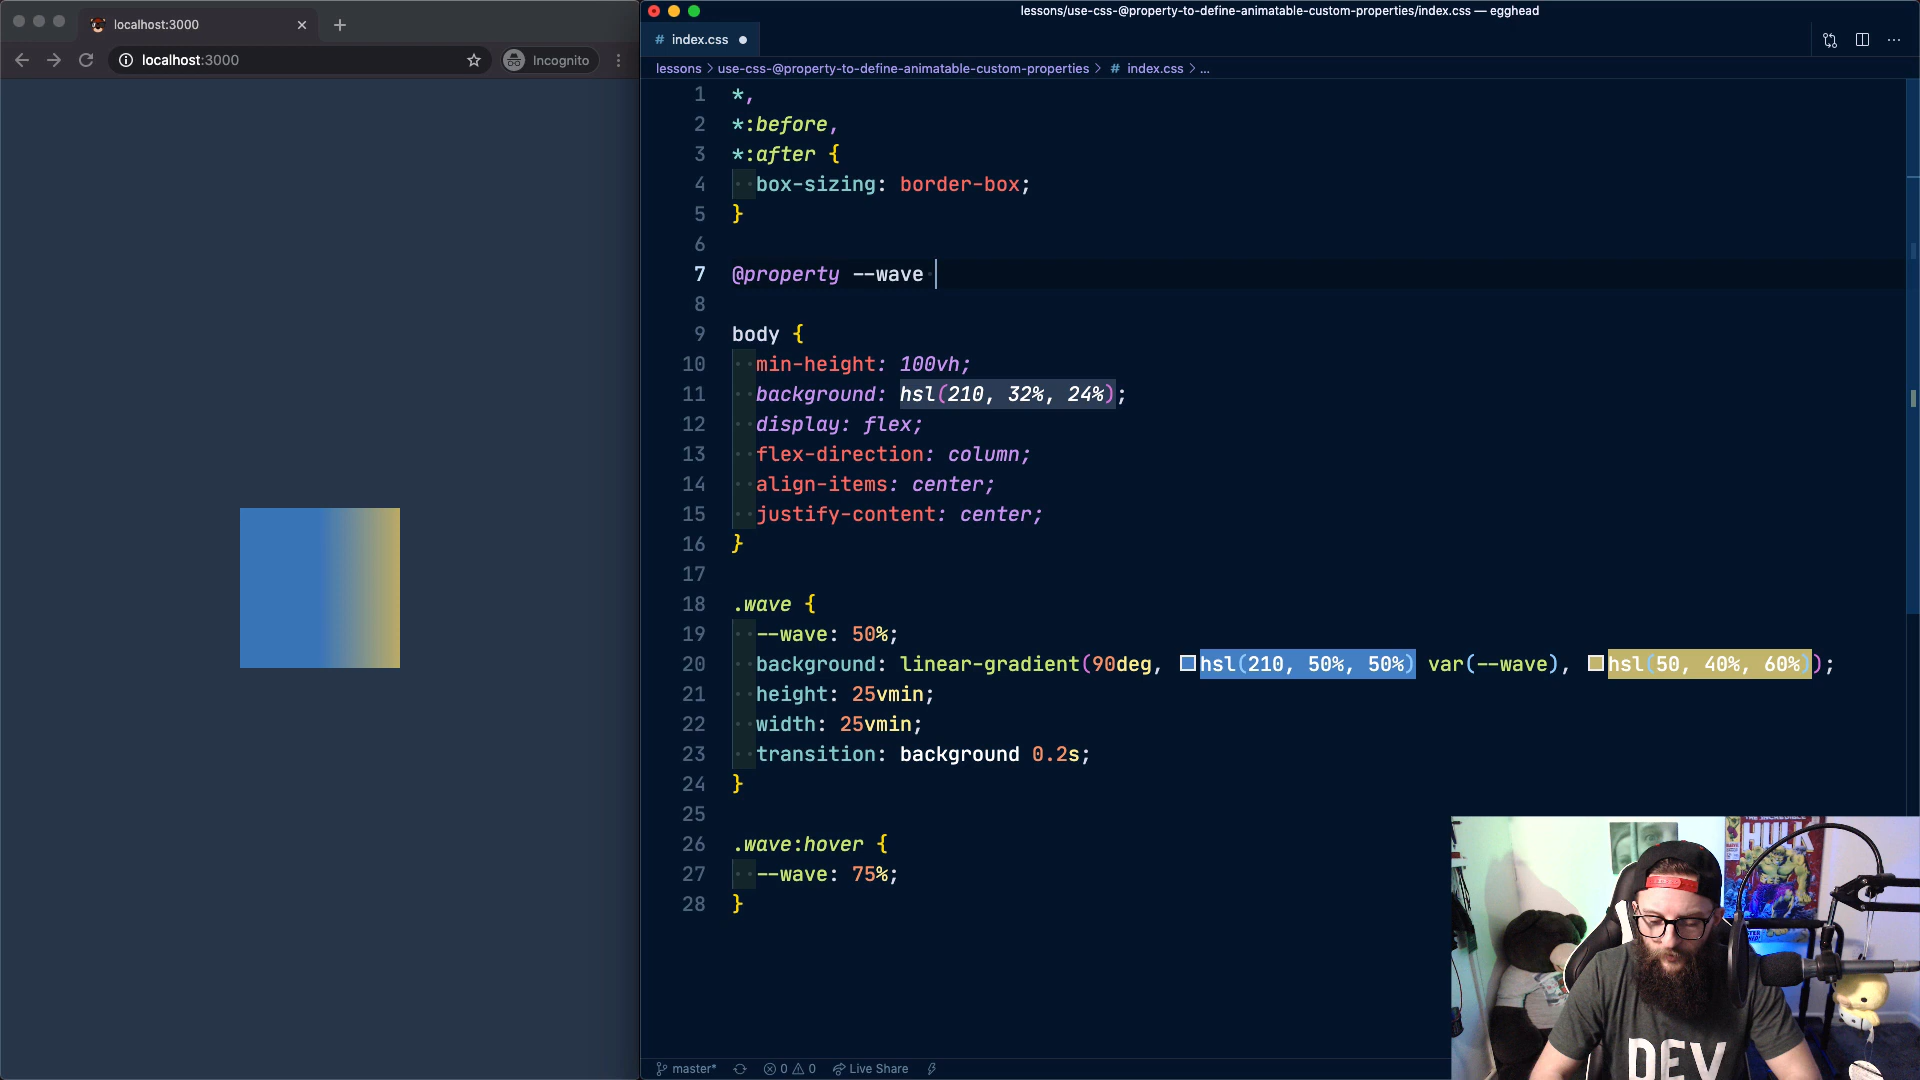 localhost:3000
localhost:3000
Incognito
lessons/use-css-@property-to-define-animatable-custom-properties/index.css — egghead
# index.css
lessons > use-css-@property-to-define-animatable-custom-properties > # index.css > ...
1 *,
2 *:before,
3 *:after {
4 box-sizing: border-box;
5 }
6
7 @property --wave
8
9 body {
10 min-height: 100vh;
11 background: hsl(210, 32%, 24%);
12 display: flex;
13 flex-direction: column;
14 align-items: center;
15 justify-content: center;
16 }
17
18 .wave {
19 --wave: 50%;
20 background: linear-gradient(90deg, hsl(210, 50%, 50%) var(--wave), hsl(50, 40%, 60%));
21 height: 25vmin;
22 width: 25vmin;
23 transition: background 0.2s;
24 }
25
26 .wave:hover {
27 --wave: 75%;
28 }
HULK
DEV
master*
0 0
Live Share